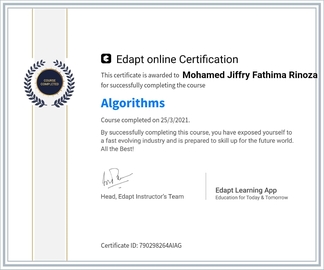 Edapt online Certification
This certificate is awarded to Mohamed Jiffry Fathima Rinoza
for successfully completing the course
COURSE
COMPLETED
Algorithms
Course completed on 25/3/2021.
By successfully completing this course, you have exposed yourself to
a fast evolving industry and is prepared to skill up for the future world.
All the Best!
Head, Edapt Instructor's Team
Edapt Learning App
Education for Today & Tomorrow
Certificate ID: 790298264AIAG